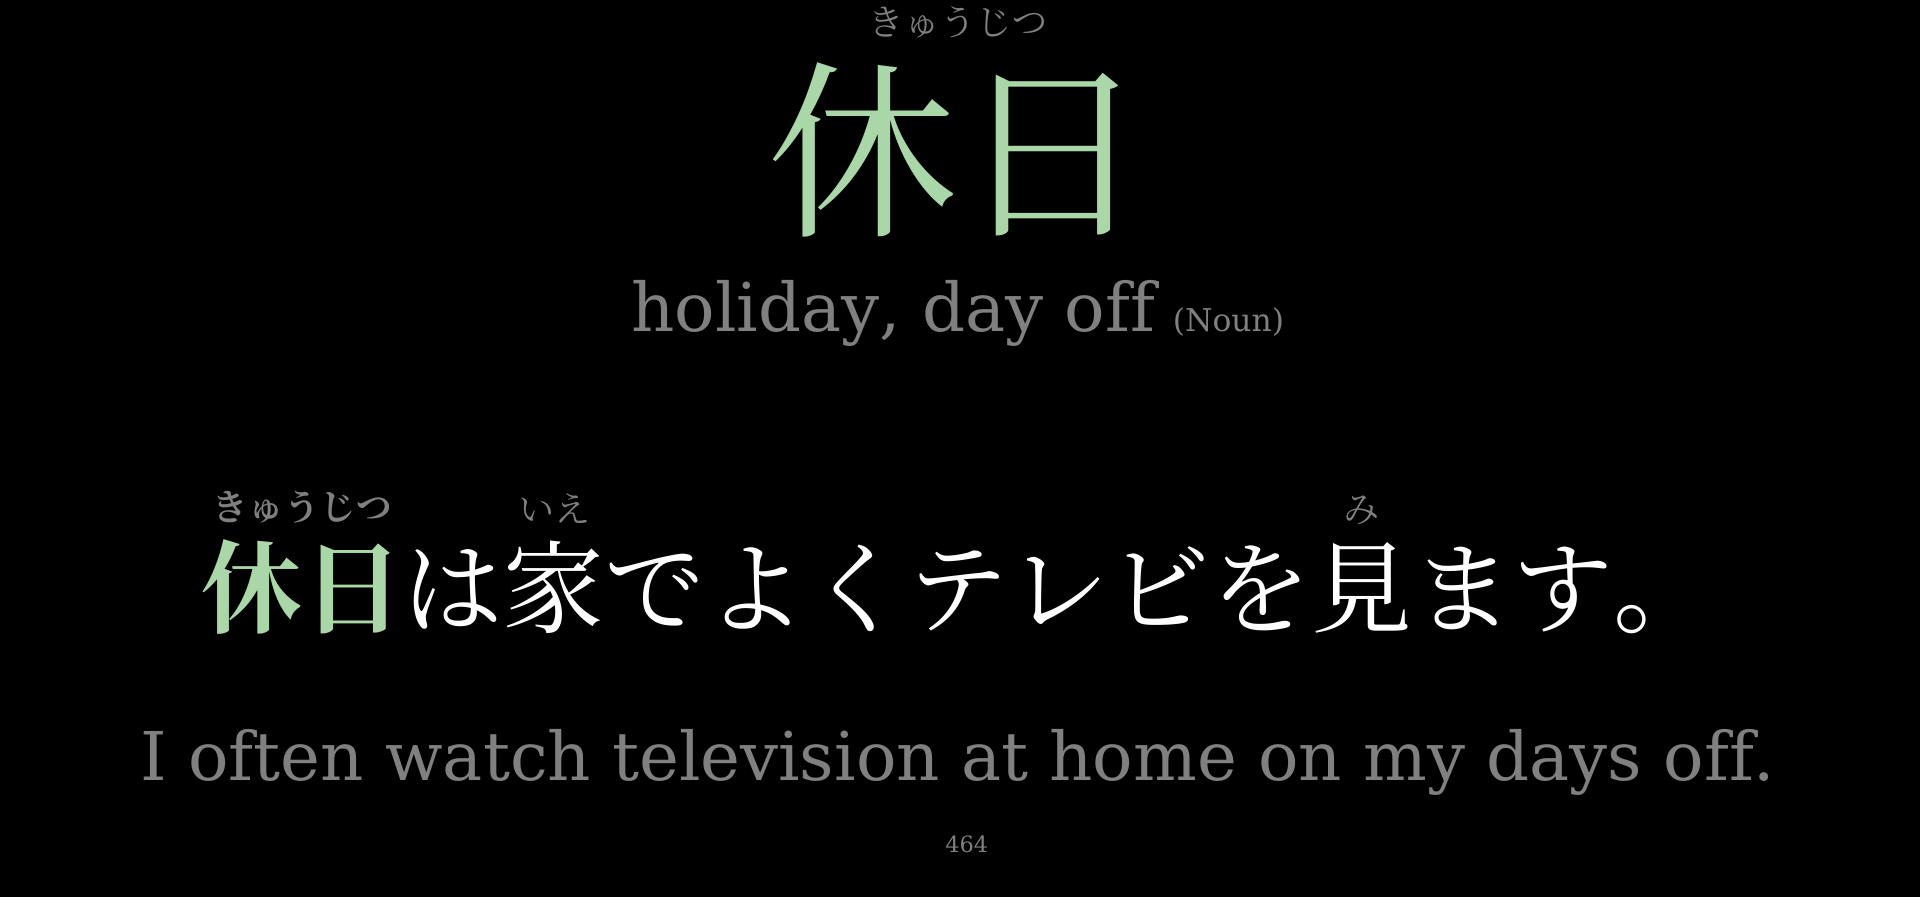 きゅうじつ
休日
holiday, day off (Noun)
きゅうじつ いえ み
休日は家でよくテレビを見ます。
I often watch television at home on my days off.
464